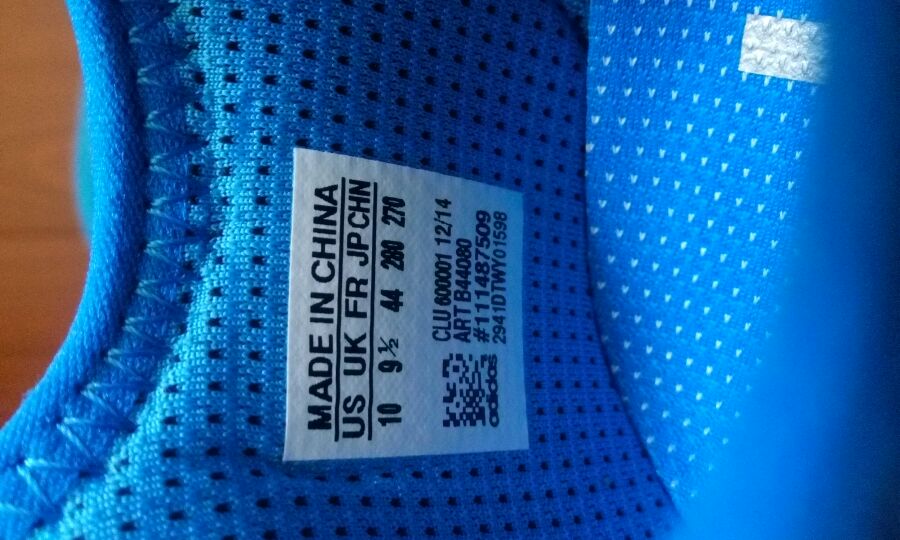 MADE IN CHINA
US UK FR JP CHN
10 9½ 44 280 270
CLU 600001 12/14
ART B44080
#111487509
2941DTWY01598
adidas